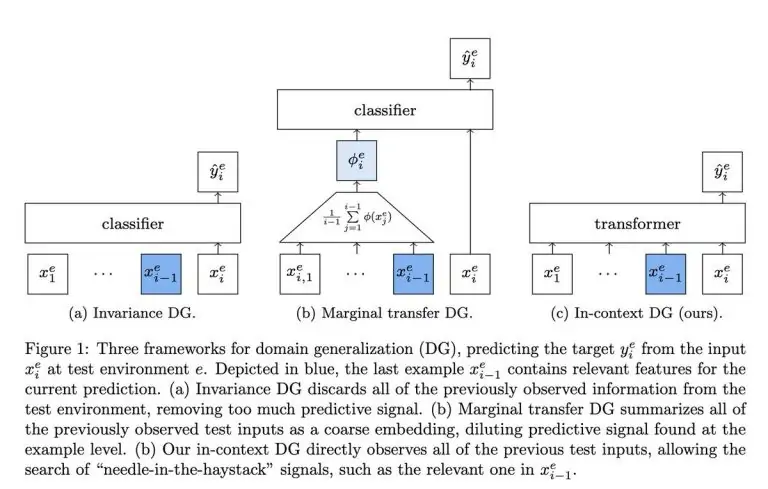 ŷᵢᵉ
classifier
ŷᵢᵉ
φᵢᵉ
ŷᵢᵉ
classifier
1/(i−1) ∑_{j=1}^{i−1} φ(xⱼᵉ)
transformer
x₁ᵉ ··· xᵢ₋₁ᵉ xᵢᵉ
xᵢ,₁ᵉ ··· xᵢ₋₁ᵉ xᵢᵉ
x₁ᵉ ··· xᵢ₋₁ᵉ xᵢᵉ
(a) Invariance DG.
(b) Marginal transfer DG.
(c) In-context DG (ours).
Figure 1: Three frameworks for domain generalization (DG), predicting the target yᵢᵉ from the input
xᵢᵉ at test environment e. Depicted in blue, the last example xᵢ₋₁ᵉ contains relevant features for the
current prediction. (a) Invariance DG discards all of the previously observed information from the
test environment, removing too much predictive signal. (b) Marginal transfer DG summarizes all of
the previously observed test inputs as a coarse embedding, diluting predictive signal found at the
example level. (b) Our in-context DG directly observes all of the previous test inputs, allowing the
search of “needle-in-the-haystack” signals, such as the relevant one in xᵢ₋₁ᵉ.